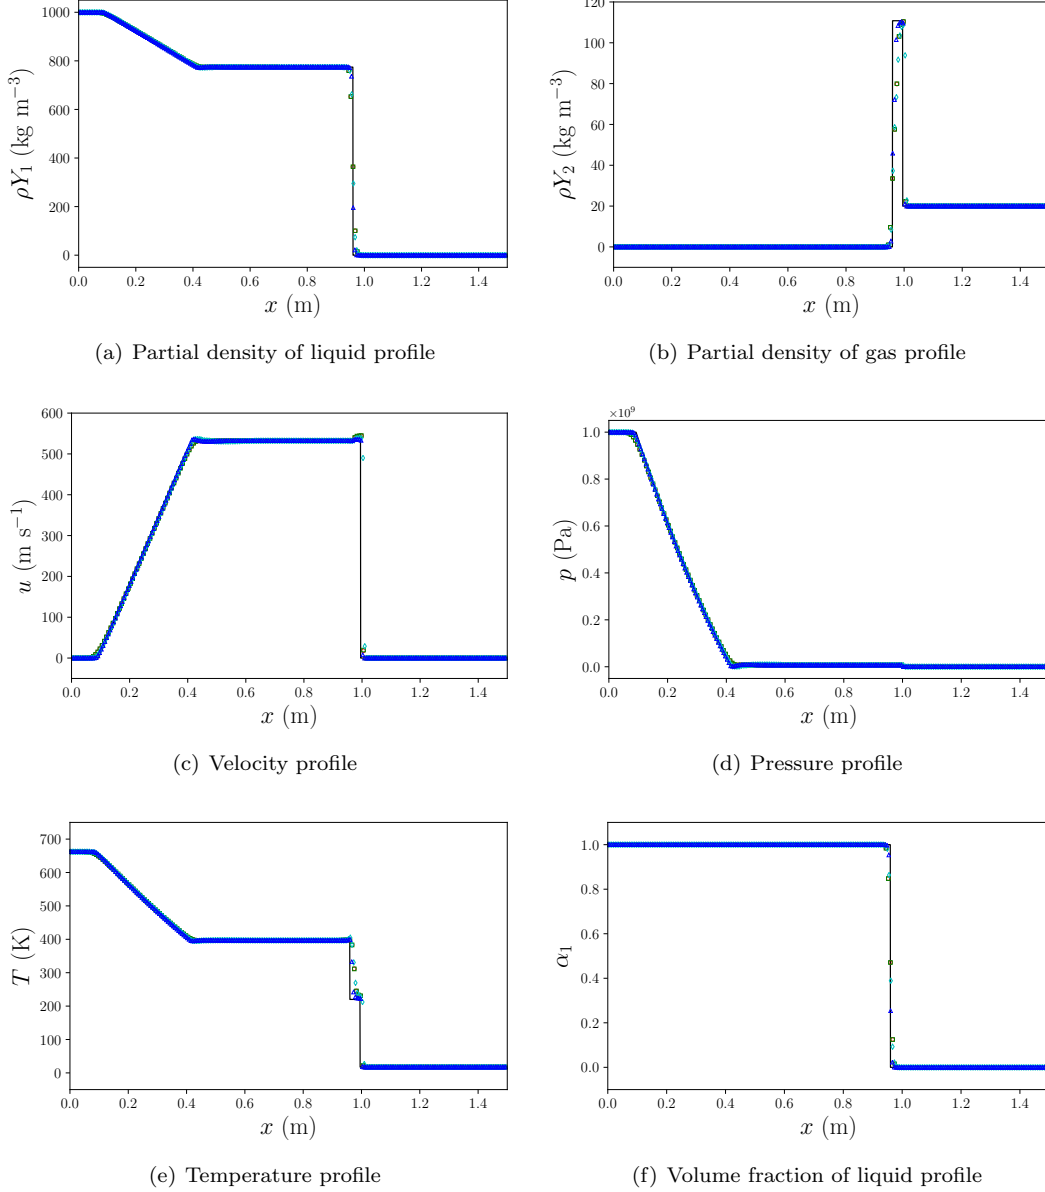 1000
800
600
400
200
0
ρY₁ (kg m⁻³)
0.0 0.2 0.4 0.6 0.8 1.0 1.2 1.4
x (m)
(a) Partial density of liquid profile
120
100
80
60
40
20
0
ρY₂ (kg m⁻³)
0.0 0.2 0.4 0.6 0.8 1.0 1.2 1.4
x (m)
(b) Partial density of gas profile
600
500
400
300
200
100
0
u (m s⁻¹)
0.0 0.2 0.4 0.6 0.8 1.0 1.2 1.4
x (m)
(c) Velocity profile
×10⁹
1.0
0.8
0.6
0.4
0.2
0.0
p (Pa)
0.0 0.2 0.4 0.6 0.8 1.0 1.2 1.4
x (m)
(d) Pressure profile
700
600
500
400
300
200
100
0
T (K)
0.0 0.2 0.4 0.6 0.8 1.0 1.2 1.4
x (m)
(e) Temperature profile
1.0
0.8
0.6
0.4
0.2
0.0
α₁
0.0 0.2 0.4 0.6 0.8 1.0 1.2 1.4
x (m)
(f) Volume fraction of liquid profile